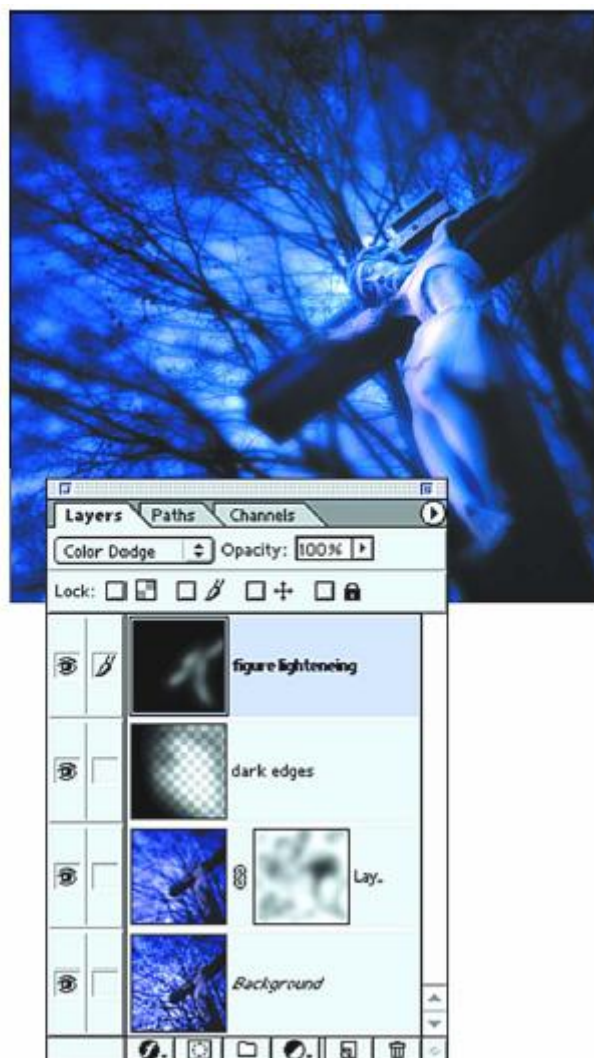 Layers Paths Channels
Color Dodge Opacity: 100%
Lock:
figure lighteneing
dark edges
Lay..
Background